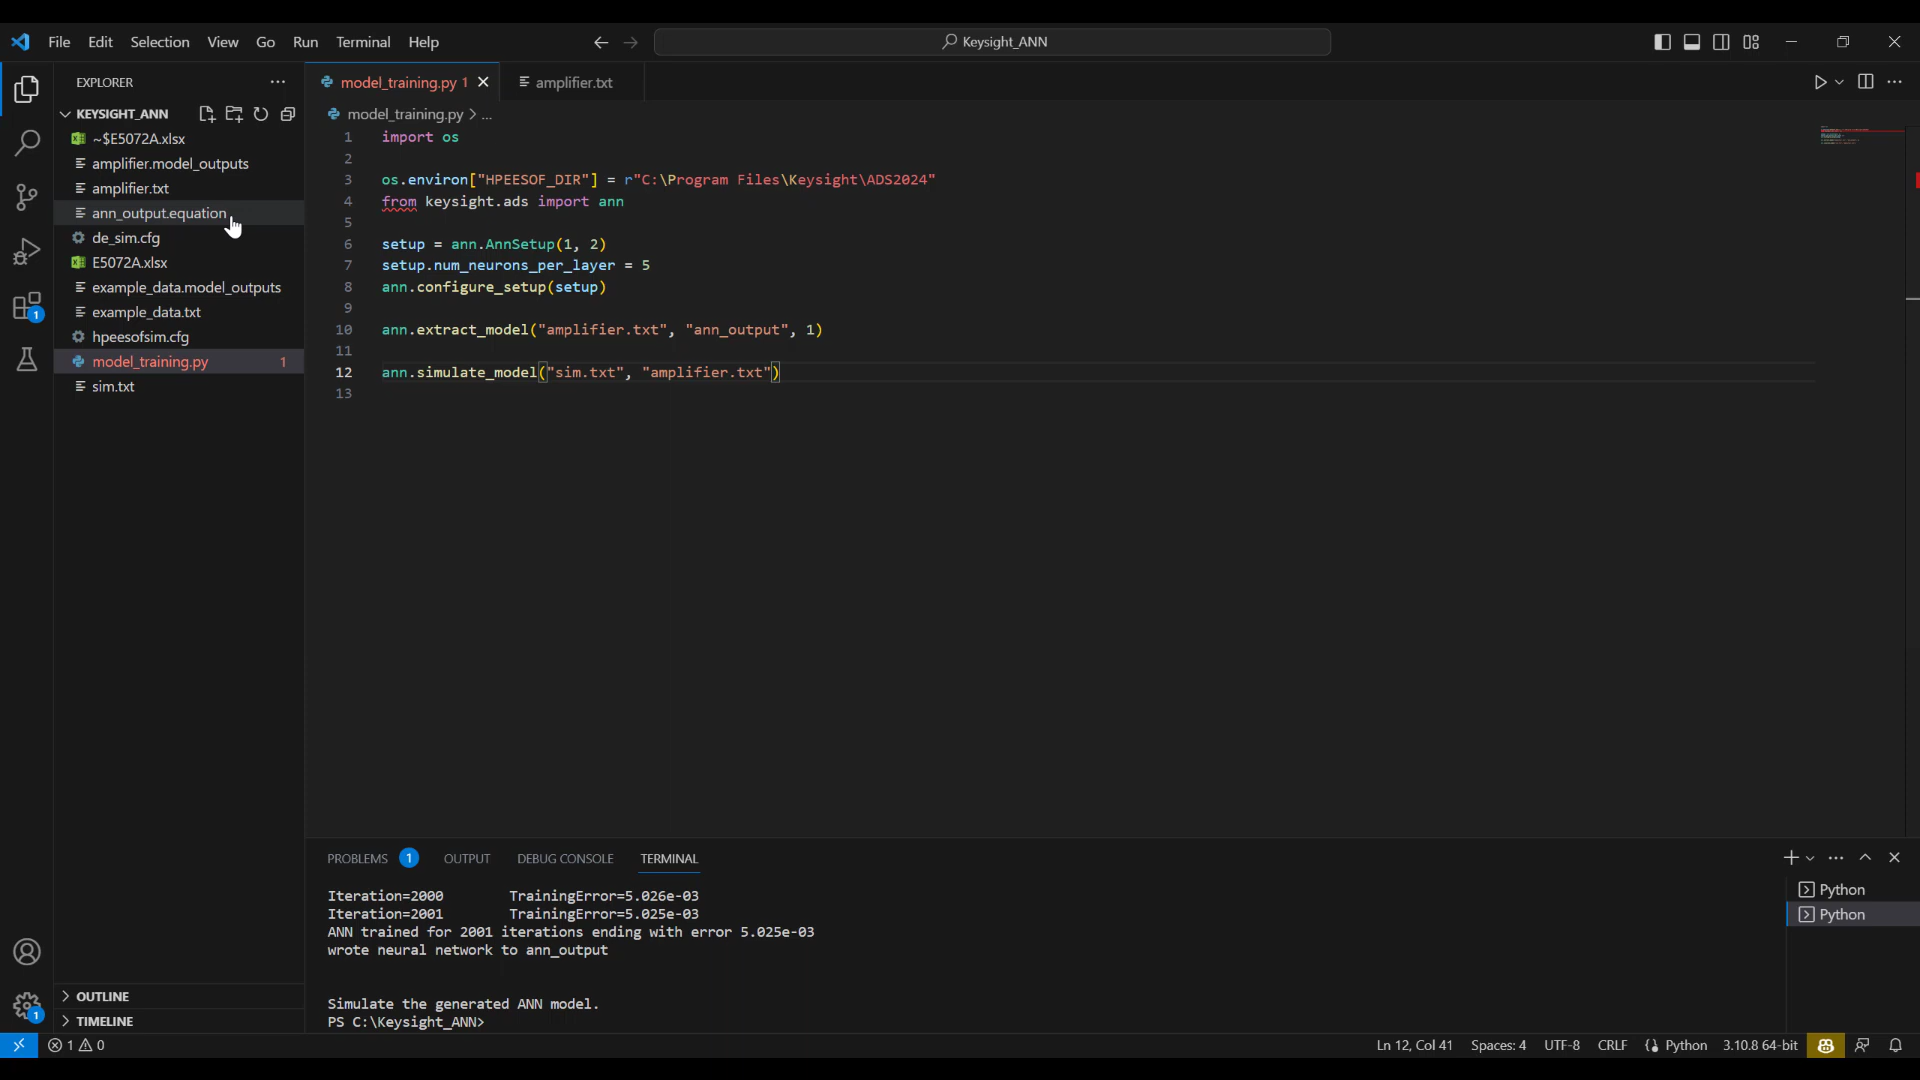 File Edit Selection View Go Run Terminal Help
Keysight_ANN
EXPLORER
model_training.py 1
amplifier.txt
KEYSIGHT_ANN
model_training.py > ...
~$E5072A.xlsx
amplifier.model_outputs
amplifier.txt
ann_output.equation
de_sim.cfg
E5072A.xlsx
example_data.model_outputs
example_data.txt
hpeesofsim.cfg
model_training.py 1
sim.txt
1
1 import os
2
3 os.environ["HPEESOF_DIR"] = r"C:\Program Files\Keysight\ADS2024"
4 from keysight.ads import ann
5
6 setup = ann.AnnSetup(1, 2)
7 setup.num_neurons_per_layer = 5
8 ann.configure_setup(setup)
9
10 ann.extract_model("amplifier.txt", "ann_output", 1)
11
12 ann.simulate_model("sim.txt", "amplifier.txt")
13
PROBLEMS 1 OUTPUT DEBUG CONSOLE TERMINAL
Iteration=2000 TrainingError=5.026e-03
Iteration=2001 TrainingError=5.025e-03
ANN trained for 2001 iterations ending with error 5.025e-03
wrote neural network to ann_output
Simulate the generated ANN model.
PS C:\Keysight_ANN>
Python
Python
OUTLINE
TIMELINE
1
1 0
Ln 12, Col 41 Spaces: 4 UTF-8 CRLF Python 3.10.8 64-bit